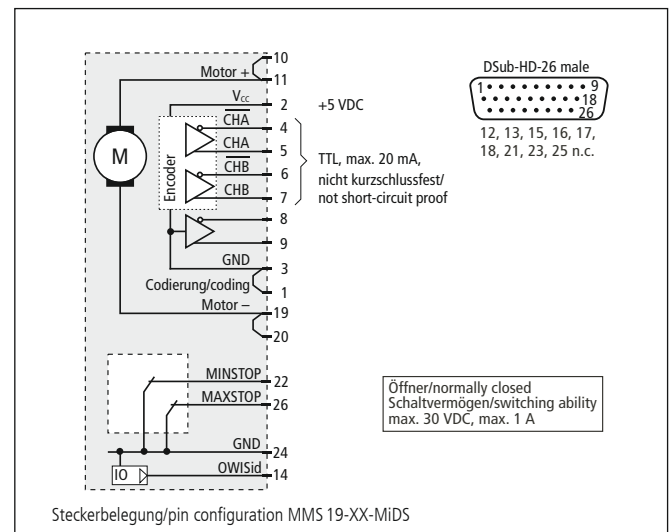 10
Motor +
11
DSub-HD-26 male
VCC
2
+5 VDC
1
9
18
26
CHA
4
12, 13, 15, 16, 17,
18, 21, 23, 25 n.c.
CHA
5
M
Encoder
CHB
6
TTL, max. 20 mA,
nicht kurzschlussfest/
not short-circuit proof
CHB
7
8
9
GND
3
Codierung/coding
1
Motor –
19
20
MINSTOP
22
MAXSTOP
26
Öffner/normally closed
Schaltvermögen/switching ability
max. 30 VDC, max. 1 A
GND
24
IO
OWISid
14
Steckerbelegung/pin configuration MMS 19-XX-MiDS